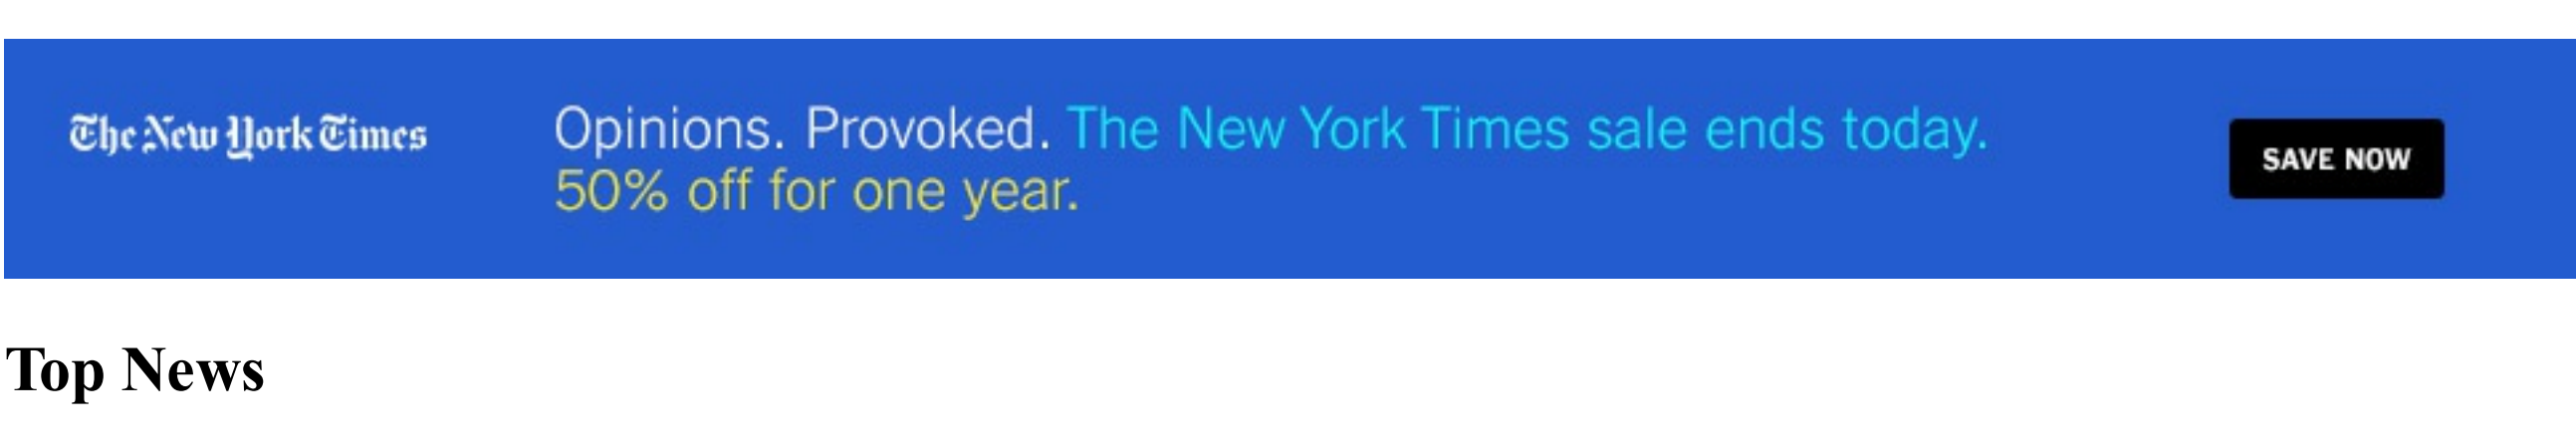 The New York Times
Opinions. Provoked. The New York Times sale ends today.
50% off for one year.
SAVE NOW
Top News